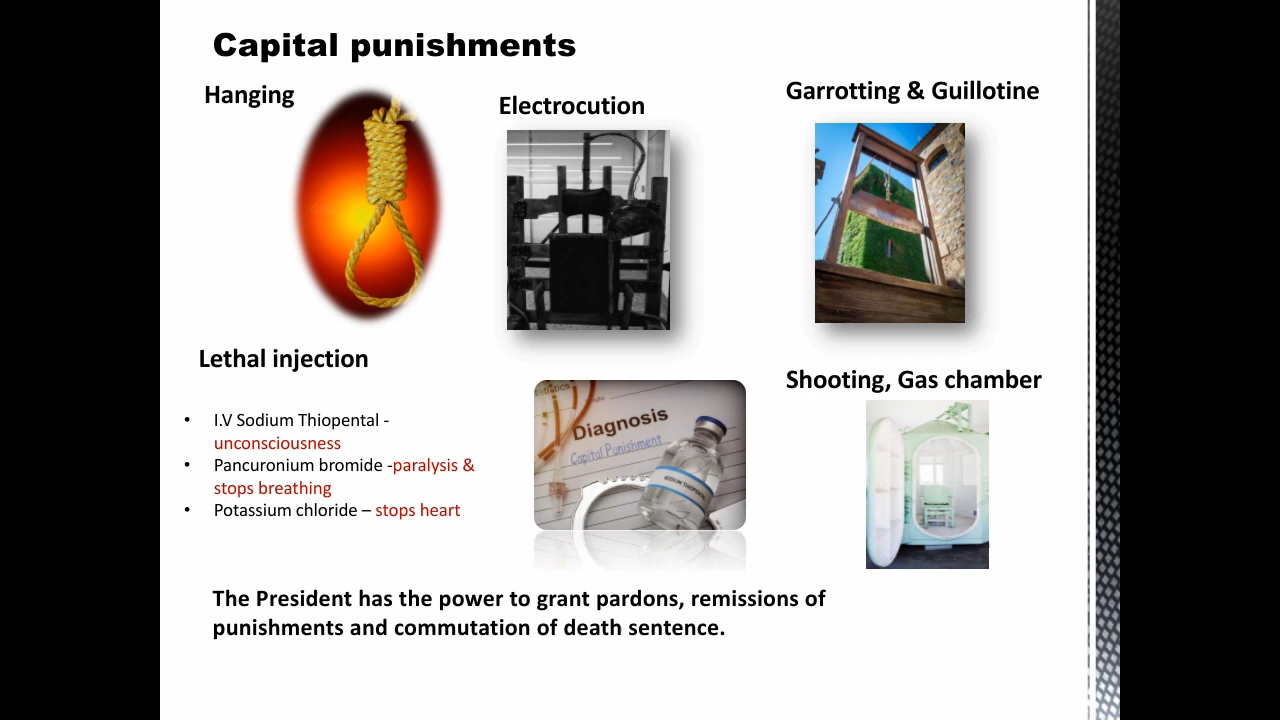 Capital punishments
Hanging
Electrocution
Garrotting & Guillotine
Lethal injection
• I.V Sodium Thiopental -
unconsciousness
• Pancuronium bromide -paralysis &
stops breathing
• Potassium chloride – stops heart
Diagnosis
Capital Punishment
SODIUM THIOPENTAL
Shooting, Gas chamber
The President has the power to grant pardons, remissions of
punishments and commutation of death sentence.